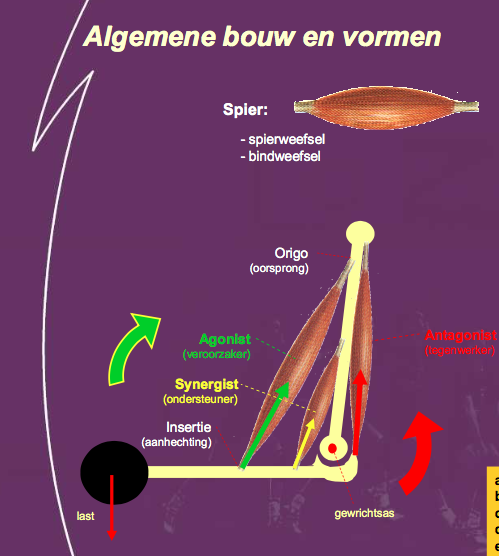 Algemene bouw en vormen
Spier:
- spierweefsel
- bindweefsel
Origo
(oorsprong)
Agonist
(veroorzaker)
Antagonist
(tegenwerker)
Synergist
(ondersteuner)
Insertie
(aanhechting)
last
gewrichtsas